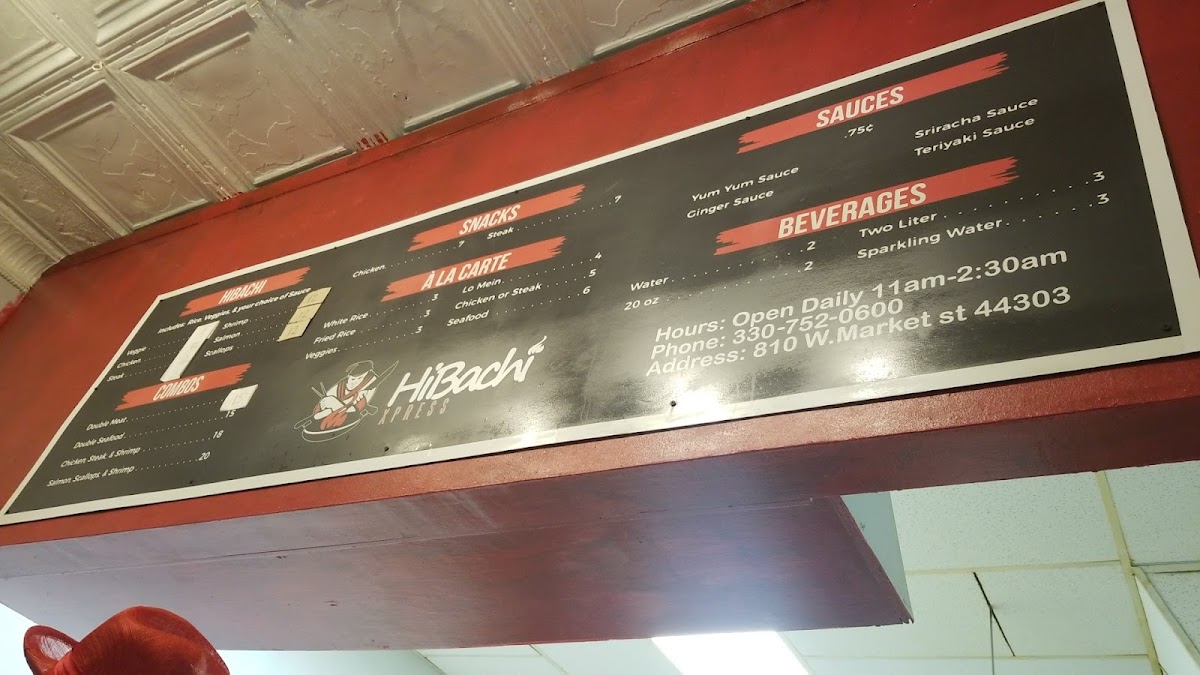 HIBACHI
Includes: Rice, Veggies, & your choice of Sauce
Veggie
Chicken
Steak
Shrimp
Salmon
Scallops
COMBOS
Double Meat
Double Seafood 15
Chicken, Steak, & Shrimp 18
Salmon, Scallops, & Shrimp 20
SNACKS
Chicken 7
Steak 7
À LA CARTE
White Rice 3
Fried Rice 3
Veggies 3
Lo Mein 4
Chicken or Steak 5
Seafood 6
HiBachi
XPRESS
SAUCES
.75¢
Yum Yum Sauce
Ginger Sauce
Sriracha Sauce
Teriyaki Sauce
BEVERAGES
Water 2
20 oz 2
Two Liter 3
Sparkling Water 3
Hours: Open Daily 11am-2:30am
Phone: 330-752-0600
Address: 810 W.Market st 44303